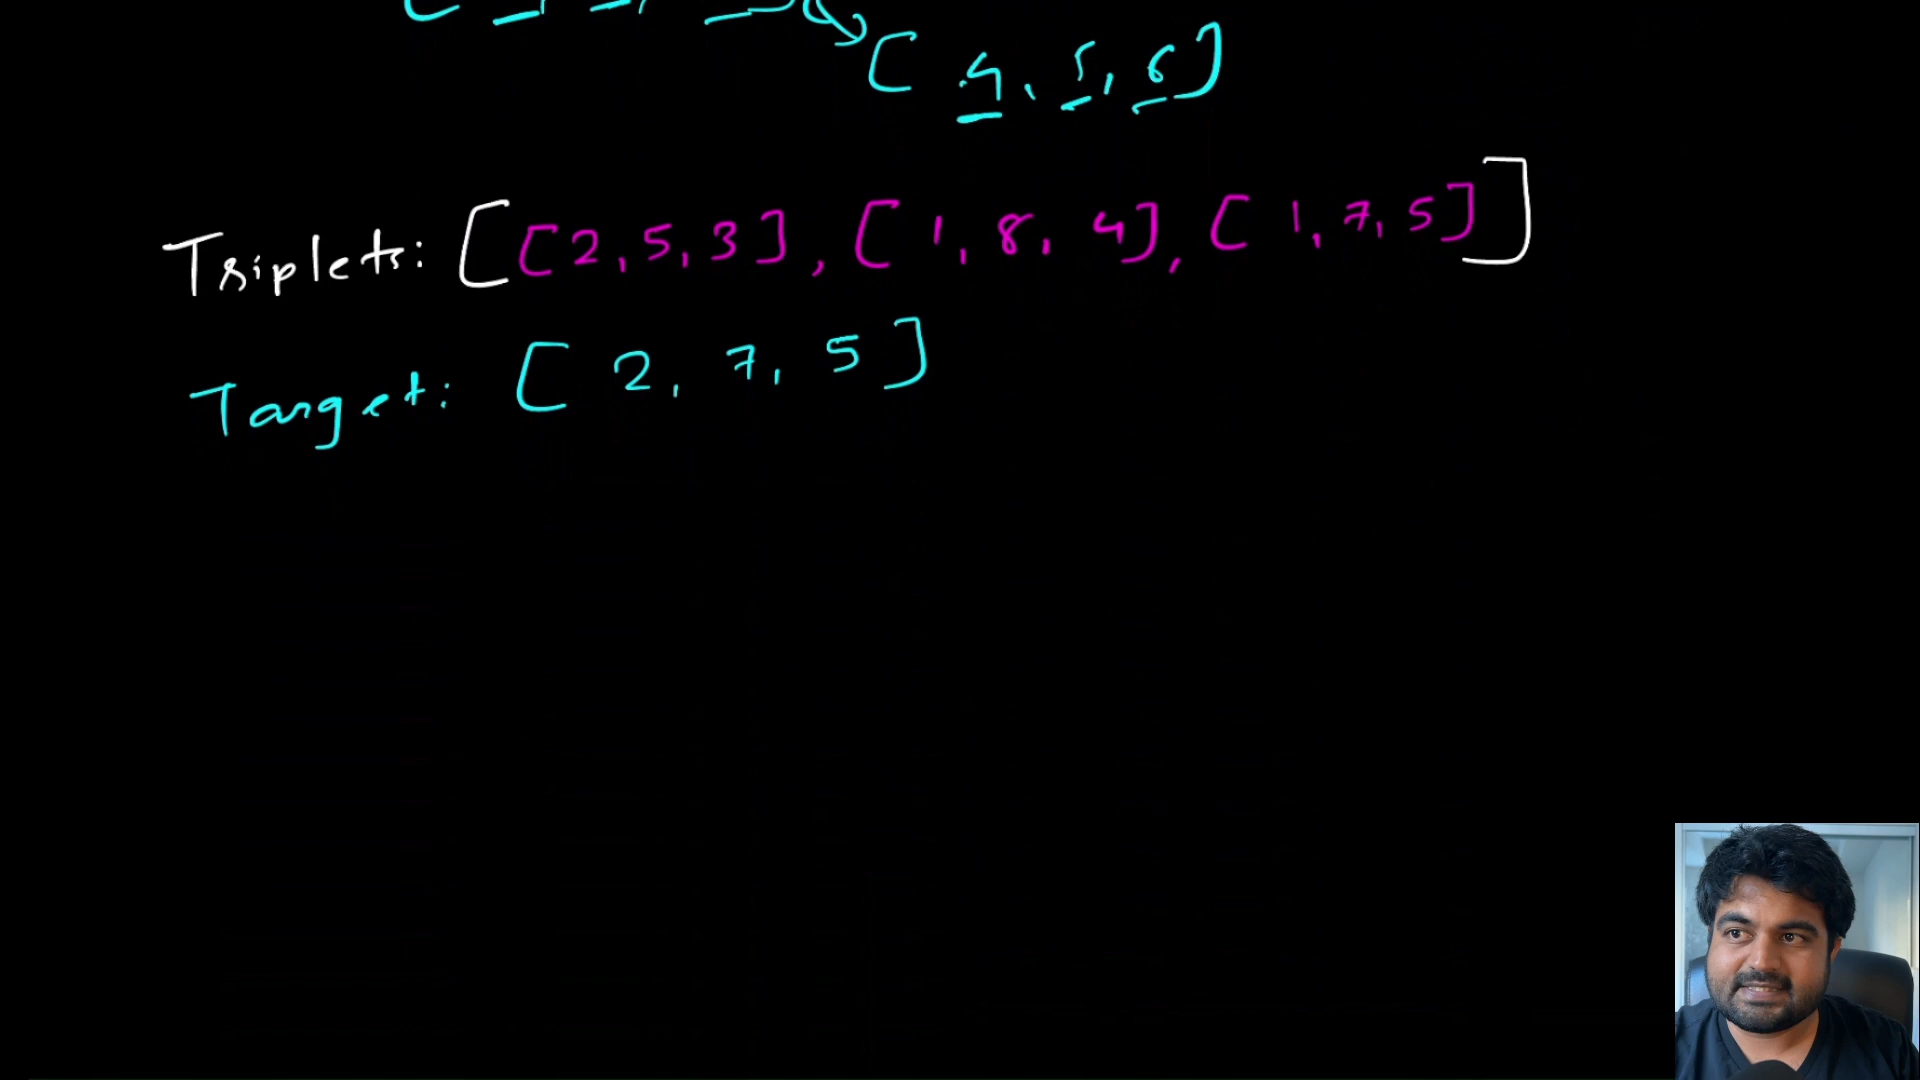 [ 4, 5, 6 ]
Triplets: [[2, 5, 3], [1, 8, 4], [1, 7, 5]]
Target: [2, 7, 5]